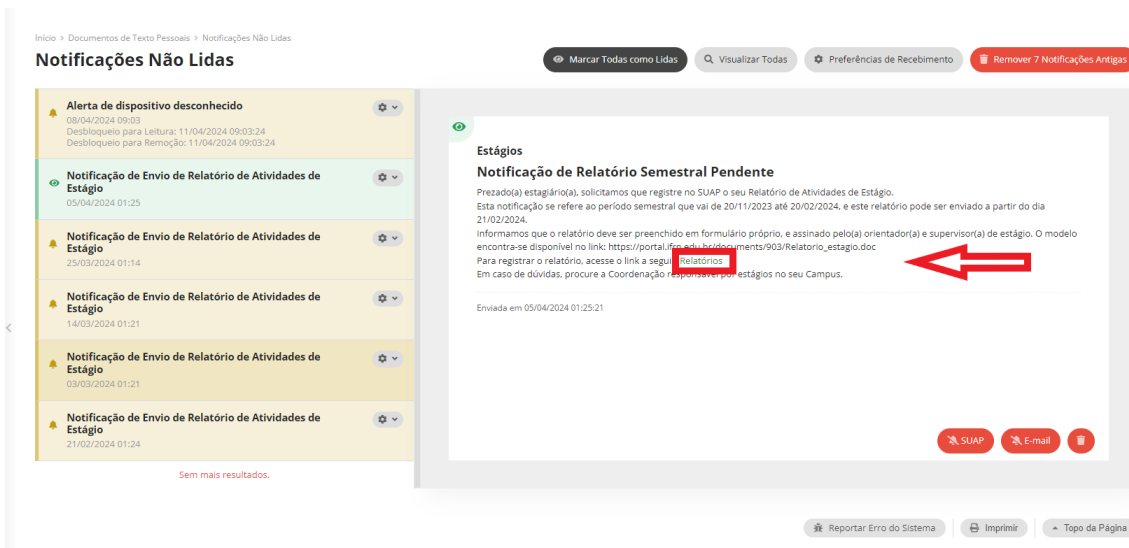 Início > Documentos de Texto Pessoais > Notificações Não Lidas
Notificações Não Lidas
Marcar Todas como Lidas
Visualizar Todas
Preferências de Recebimento
Remover 7 Notificações Antigas
Alerta de dispositivo desconhecido
08/04/2024 09:03
Desbloqueio para Leitura: 11/04/2024 09:03:24
Desbloqueio para Remoção: 11/04/2024 09:03:24
Notificação de Envio de Relatório de Atividades de
Estágio
05/04/2024 01:25
Notificação de Envio de Relatório de Atividades de
Estágio
25/03/2024 01:14
Notificação de Envio de Relatório de Atividades de
Estágio
14/03/2024 01:21
Notificação de Envio de Relatório de Atividades de
Estágio
03/03/2024 01:21
Notificação de Envio de Relatório de Atividades de
Estágio
21/02/2024 01:24
Sem mais resultados.
Estágios
Notificação de Relatório Semestral Pendente
Prezado(a) estagiário(a), solicitamos que registre no SUAP o seu Relatório de Atividades de Estágio.
Esta notificação se refere ao período semestral que vai de 20/11/2023 até 20/02/2024, e este relatório pode ser enviado a partir do dia
21/02/2024.
Informamos que o relatório deve ser preenchido em formulário próprio, e assinado pelo(a) orientador(a) e supervisor(a) de estágio. O modelo
encontra-se disponível no link: https://portal.ifrn.edu.br/documents/903/Relatorio_estagio.doc
Para registrar o relatório, acesse o link a segui Relatórios
Em caso de dúvidas, procure a Coordenação responsável por estágios no seu Campus.
Enviada em 05/04/2024 01:25:21
SUAP
E-mail
Reportar Erro do Sistema
Imprimir
Topo da Página